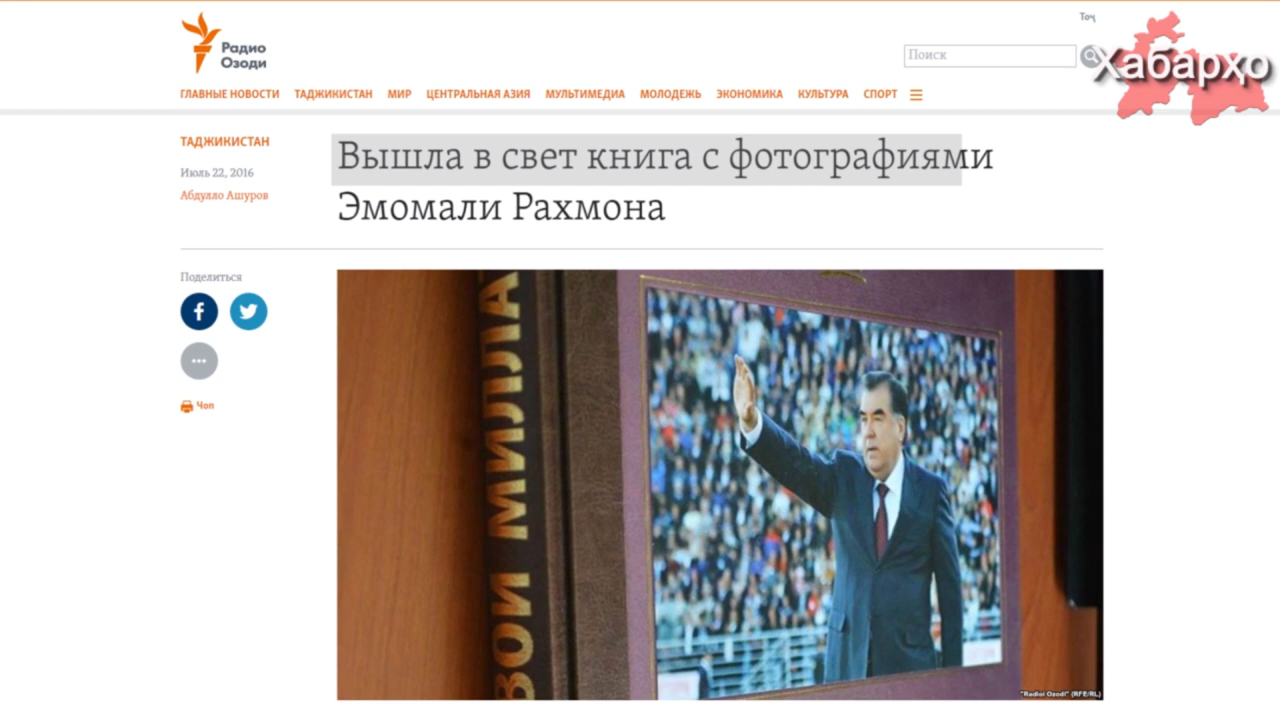 Радио
Озоди
Тоҷ
Поиск
Хабарҳо
ГЛАВНЫЕ НОВОСТИ ТАДЖИКИСТАН МИР ЦЕНТРАЛЬНАЯ АЗИЯ МУЛЬТИМЕДИА МОЛОДЕЖЬ ЭКОНОМИКА КУЛЬТУРА СПОРТ
ТАДЖИКИСТАН
Июль 22, 2016
Абдулло Ашуров
Вышла в свет книга с фотографиями
Эмомали Рахмона
Поделиться
Чоп
ВОИ МИЛЛА
"Radioi Ozodi" (RFE/RL)